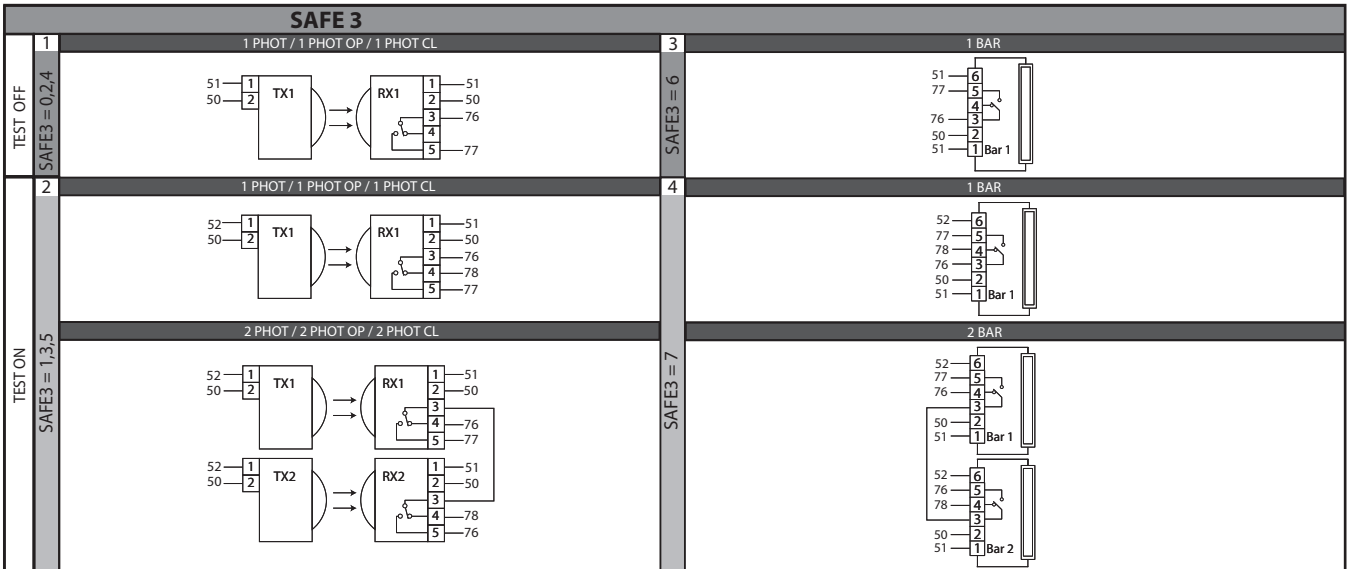 SAFE 3
TEST OFF
1
SAFE3 = 0,2,4
1 PHOT / 1 PHOT OP / 1 PHOT CL
51 1 TX1 RX1 1 51
50 2 2 50
3 76
4
5 77
3
SAFE3 = 6
1 BAR
51 6
77 5
4
76 3
50 2
51 1 Bar 1
TEST ON
2
SAFE3 = 1,3,5
1 PHOT / 1 PHOT OP / 1 PHOT CL
52 1 TX1 RX1 1 51
50 2 2 50
3 76
4 78
5 77
2 PHOT / 2 PHOT OP / 2 PHOT CL
52 1 TX1 RX1 1 51
50 2 2 50
3
4 76
5 77
52 1 TX2 RX2 1 51
50 2 2 50
3
4 78
5 76
4
SAFE3 = 7
1 BAR
52 6
77 5
78 4
76 3
50 2
51 1 Bar 1
2 BAR
52 6
77 5
76 4
3
50 2
51 1 Bar 1
52 6
76 5
78 4
3
50 2
51 1 Bar 2